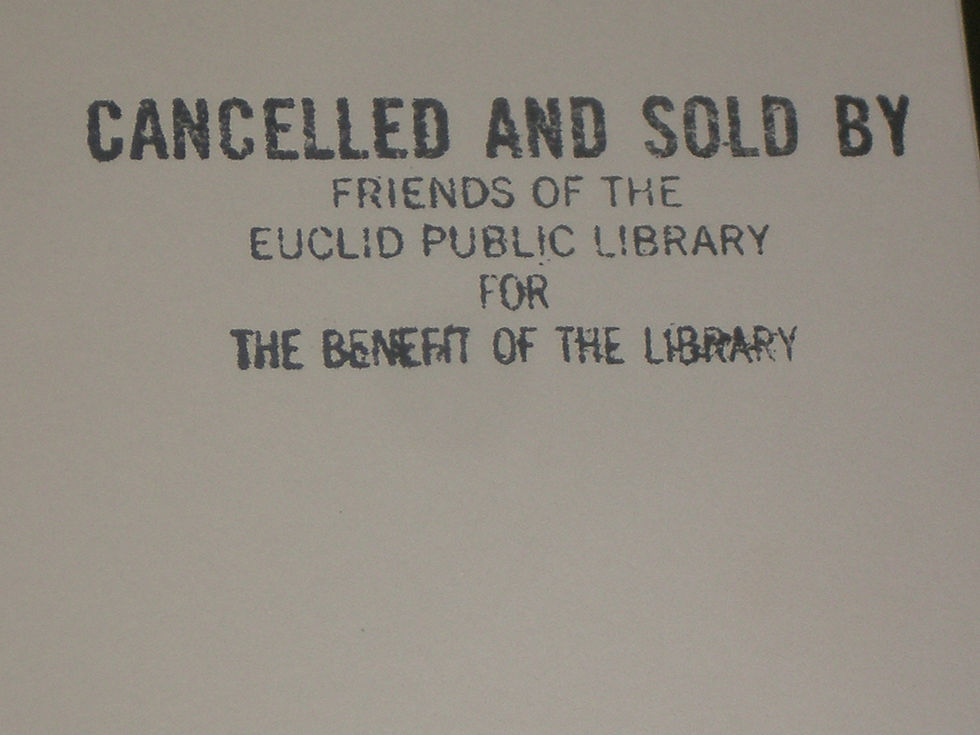 CANCELLED AND SOLD BY
FRIENDS OF THE
EUCLID PUBLIC LIBRARY
FOR
THE BENEFIT OF THE LIBRARY